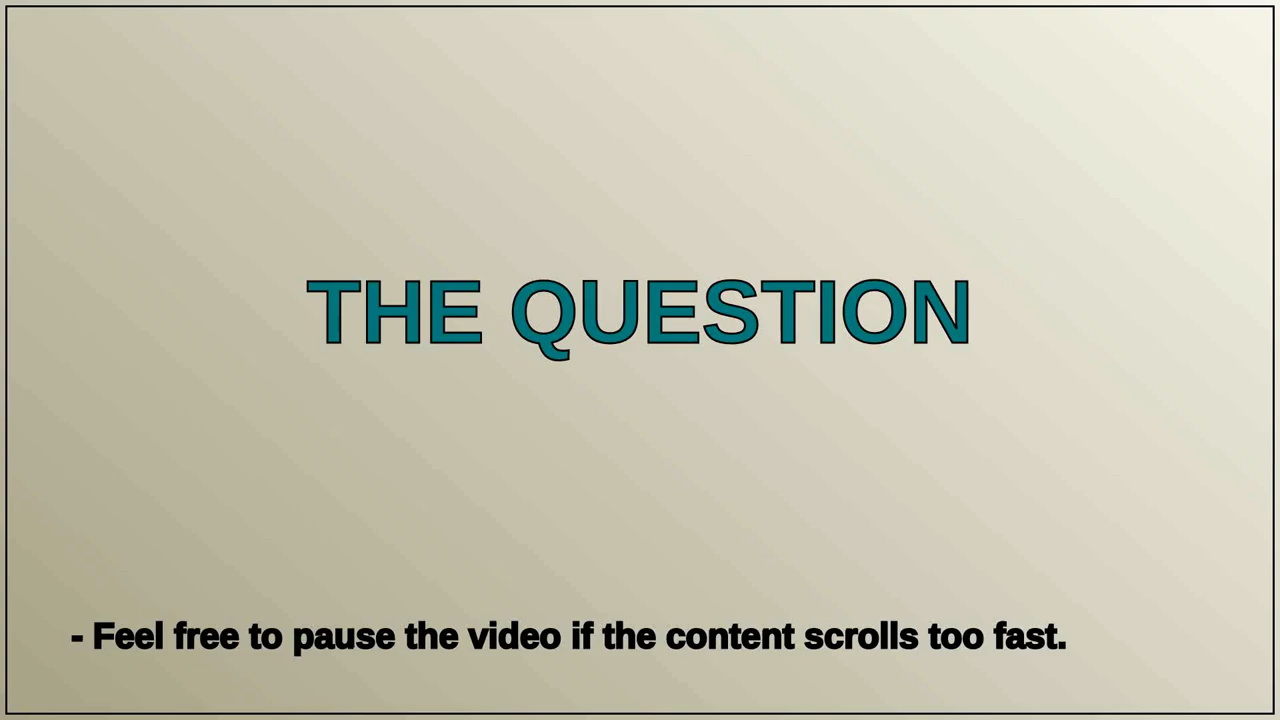 THE QUESTION
- Feel free to pause the video if the content scrolls too fast.